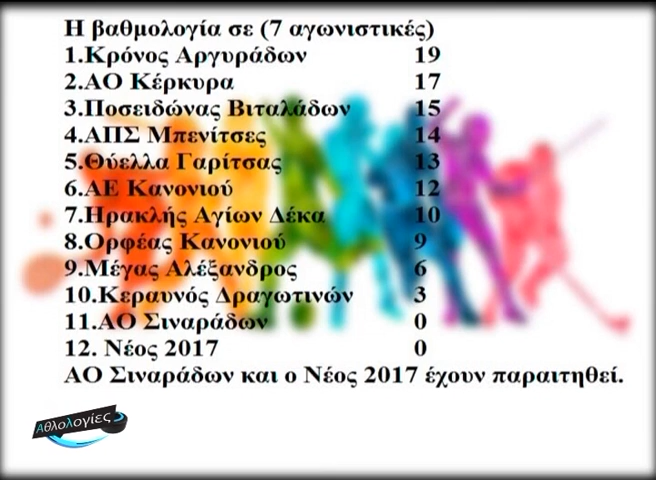 Η βαθμολογία σε (7 αγωνιστικές)
1.Κρόνος Αργυράδων 19
2.ΑΟ Κέρκυρα 17
3.Ποσειδώνας Βιταλάδων 15
4.ΑΠΣ Μπενίτσες 14
5.Θύελλα Γαρίτσας 13
6.ΑΕ Κανονιού 12
7.Ηρακλής Αγίων Δέκα 10
8.Ορφέας Κανονιού 9
9.Μέγας Αλέξανδρος 6
10.Κεραυνός Δραγωτινών 3
11.ΑΟ Σιναράδων 0
12. Νέος 2017 0
ΑΟ Σιναράδων και ο Νέος 2017 έχουν παραιτηθεί.
Αθλολογίες